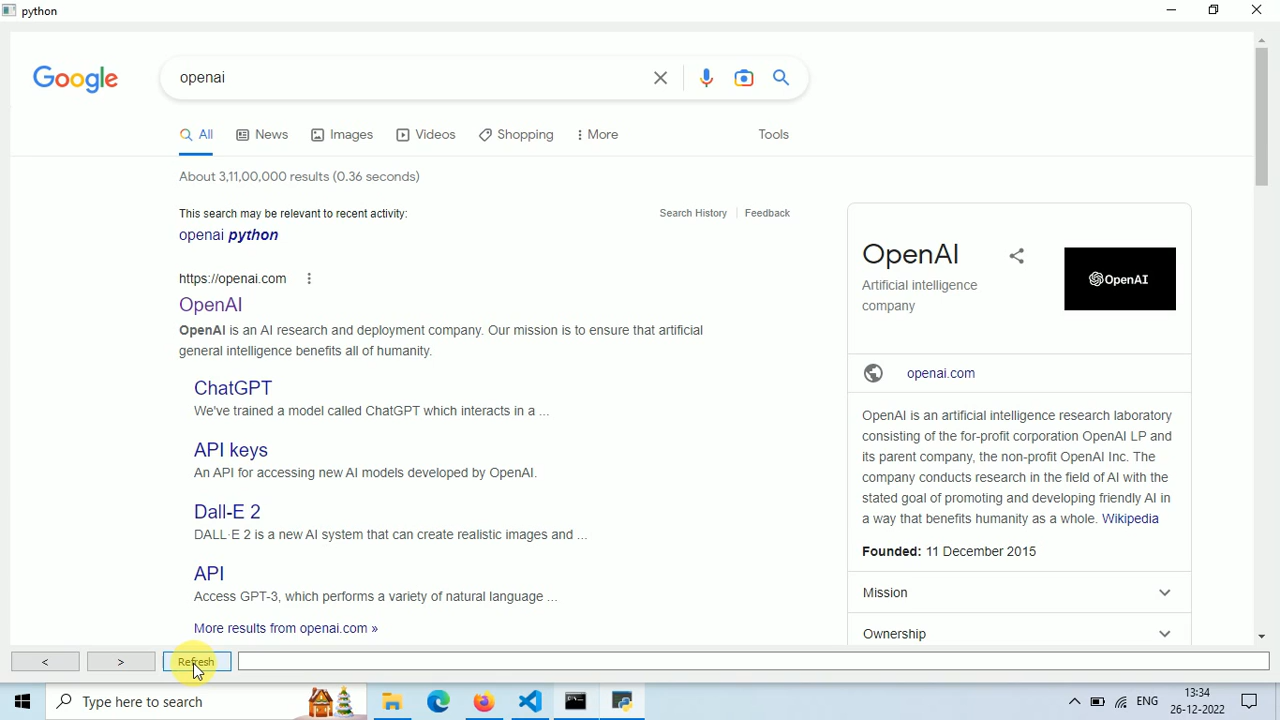 python
Google
openai
All
News
Images
Videos
Shopping
More
Tools
About 3,11,00,000 results (0.36 seconds)
This search may be relevant to recent activity:
Search History
Feedback
openai python
https://openai.com
OpenAI
OpenAI is an AI research and deployment company. Our mission is to ensure that artificial
general intelligence benefits all of humanity.
ChatGPT
We've trained a model called ChatGPT which interacts in a ...
API keys
An API for accessing new AI models developed by OpenAI.
Dall-E 2
DALL·E 2 is a new AI system that can create realistic images and ...
API
Access GPT-3, which performs a variety of natural language ...
More results from openai.com »
OpenAI
Artificial intelligence
company
OpenAI
openai.com
OpenAI is an artificial intelligence research laboratory
consisting of the for-profit corporation OpenAI LP and
its parent company, the non-profit OpenAI Inc. The
company conducts research in the field of AI with the
stated goal of promoting and developing friendly AI in
a way that benefits humanity as a whole. Wikipedia
Founded: 11 December 2015
Mission
Ownership
<
>
Refresh
Type here to search
ENG
13:34
26-12-2022